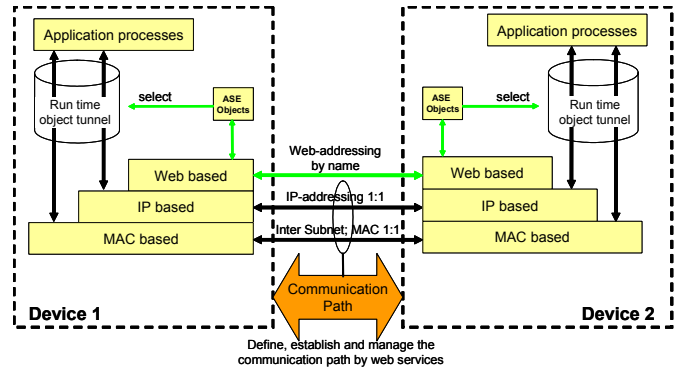 Application processes
Run time
object tunnel
select
ASE
Objects
Web based
IP based
MAC based
Device 1
Web-addressing
by name
IP-addressing 1:1
Inter Subnet; MAC 1:1
Communication
Path
Define, establish and manage the
communication path by web services
Application processes
ASE
Objects
select
Run time
object tunnel
Web based
IP based
MAC based
Device 2